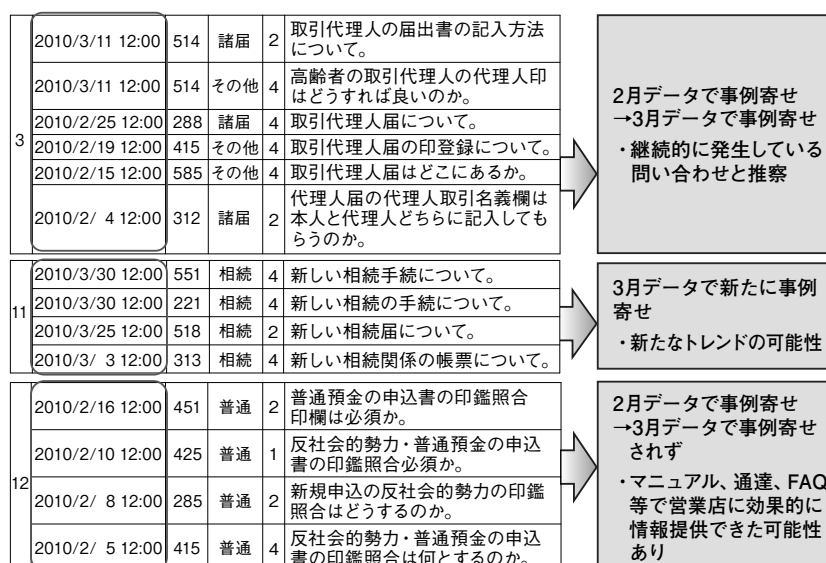 3
2010/3/11 12:00 514 諸届 2 取引代理人の届出書の記入方法
について。
2010/3/11 12:00 514 その他 4 高齢者の取引代理人の代理人印
はどうすれば良いのか。
2010/2/25 12:00 288 諸届 4 取引代理人届について。
2010/2/19 12:00 415 その他 4 取引代理人届の印登録について。
2010/2/15 12:00 585 その他 4 取引代理人届はどこにあるか。
2010/2/ 4 12:00 312 諸届 2 代理人届の代理人取引名義欄は
本人と代理人どちらに記入しても
らうのか。
2月データで事例寄せ
→3月データで事例寄せ
・継続的に発生している
問い合わせと推察
11
2010/3/30 12:00 551 相続 4 新しい相続手続について。
2010/3/30 12:00 221 相続 4 新しい相続の手続について。
2010/3/25 12:00 518 相続 2 新しい相続届について。
2010/3/ 3 12:00 313 相続 4 新しい相続関係の帳票について。
3月データで新たに事例
寄せ
・新たなトレンドの可能性
12
2010/2/16 12:00 451 普通 2 普通預金の申込書の印鑑照合
印欄は必須か。
2010/2/10 12:00 425 普通 1 反社会的勢力・普通預金の申込
書の印鑑照合必須か。
2010/2/ 8 12:00 285 普通 2 新規申込の反社会的勢力の印鑑
照合はどうするのか。
2010/2/ 5 12:00 415 普通 4 反社会的勢力・普通預金の申込
書の印鑑照合は何とするのか。
2月データで事例寄せ
→3月データで事例寄せ
されず
・マニュアル、通達、FAQ
等で営業店に効果的に
情報提供できた可能性
あり